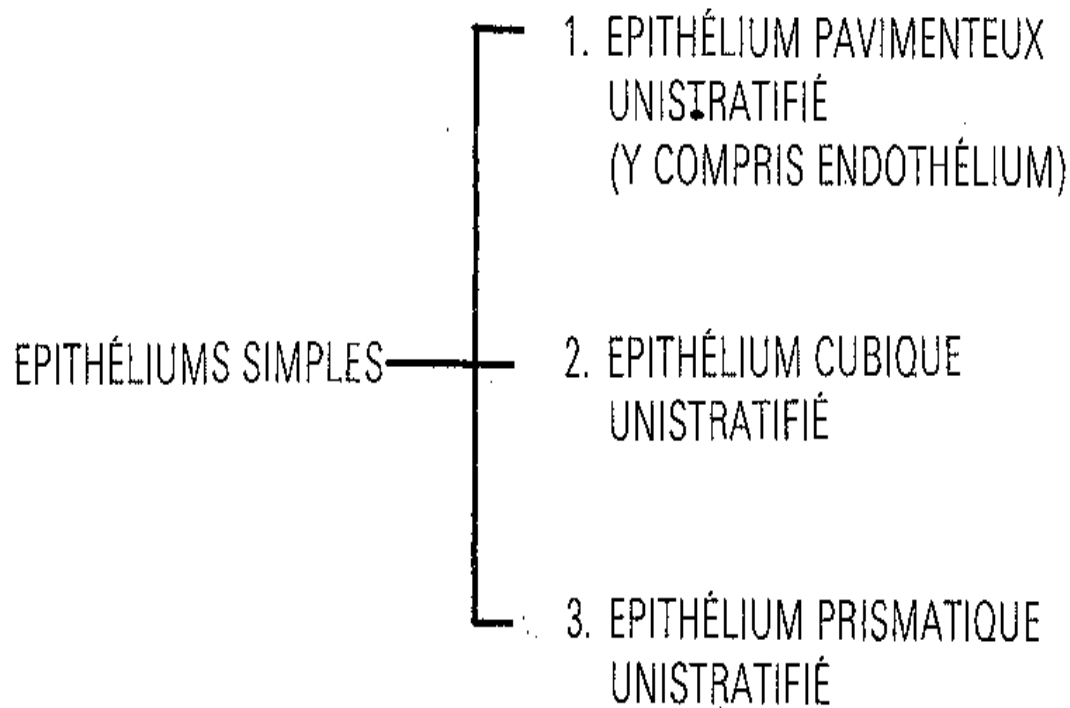 1. EPITHÉLIUM PAVIMENTEUX
UNISTRATIFIÉ
(Y COMPRIS ENDOTHÉLIUM)
EPITHÉLIUMS SIMPLES
2. EPITHÉLIUM CUBIQUE
UNISTRATIFIÉ
3. EPITHÉLIUM PRISMATIQUE
UNISTRATIFIÉ